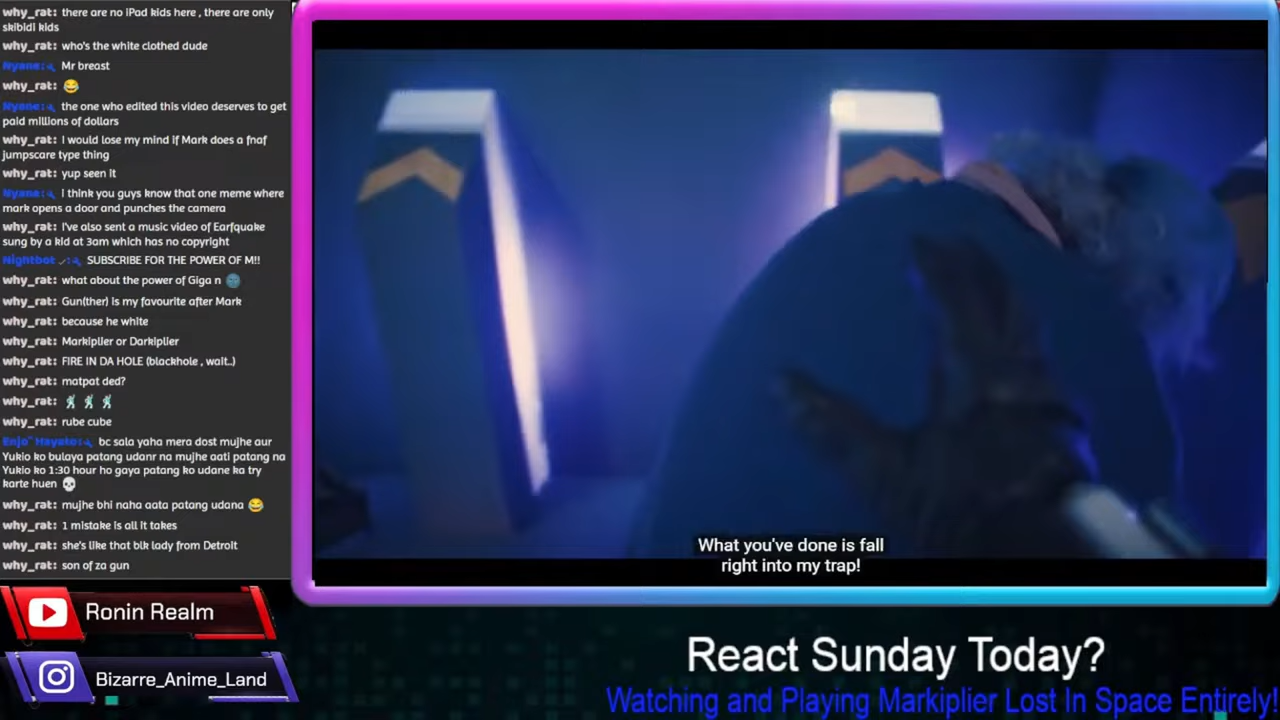 why_rat: there are no iPad kids here , there are only
skibidi kids
why_rat: who's the white clothed dude
Nyane: Mr breast
why_rat: 😂
Nyane: the one who edited this video deserves to get
paid millions of dollars
why_rat: I would lose my mind if Mark does a fnaf
jumpscare type thing
why_rat: yup seen it
Nyane: i think you guys know that one meme where
mark opens a door and punches the camera
why_rat: I've also sent a music video of Earfquake
sung by a kid at 3am which has no copyright
Nightbot: SUBSCRIBE FOR THE POWER OF M!!
why_rat: what about the power of Giga n 🌚
why_rat: Gun(ther) is my favourite after Mark
why_rat: because he white
why_rat: Markiplier or Darkiplier
why_rat: FIRE IN DA HOLE (blackhole , wait..)
why_rat: matpat ded?
why_rat: 🕺 🕺 🕺
why_rat: rube cube
Enjo~ Hayato: bc sala yaha mera dost mujhe aur
Yukio ko bulaya patang udanr na mujhe aati patang na
Yukio ko 1:30 hour ho gaya patang ko udane ka try
karte huen 💀
why_rat: mujhe bhi naha aata patang udana 😂
why_rat: 1 mistake is all it takes
why_rat: she's like that blk lady from Detroit
why_rat: son of za gun
What you've done is fall
right into my trap!
Ronin Realm
Bizarre_Anime_Land
React Sunday Today?
Watching and Playing Markiplier Lost In Space Entirely!